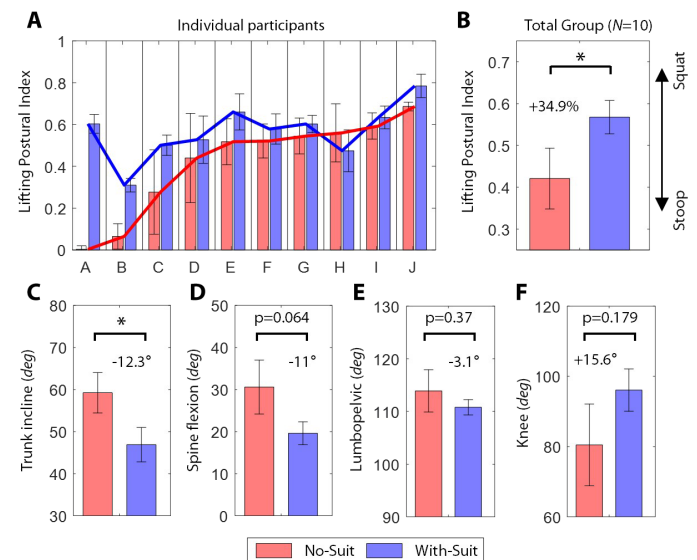 A
Individual participants
Lifting Postural Index
1
0.8
0.6
0.4
0.2
0
A B C D E F G H I J
B
Total Group (N=10)
Lifting Postural Index
0.7
0.6
0.5
0.4
0.3
*
+34.9%
Squat
Stoop
C
Trunk incline (deg)
80
70
60
50
40
30
*
-12.3°
D
Spine flexion (deg)
50
40
30
20
10
0
p=0.064
-11°
E
Lumbopelvic (deg)
130
120
110
100
90
p=0.37
-3.1°
F
Knee (deg)
140
120
100
80
60
p=0.179
+15.6°
No-Suit With-Suit